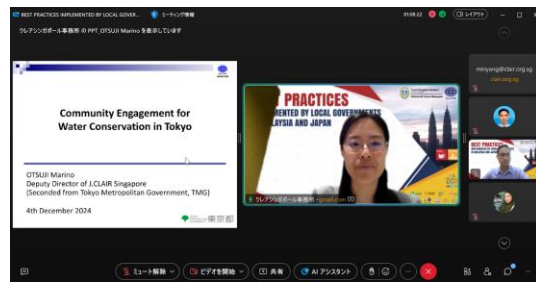 BEST PRACTICES IMPLEMENTED BY LOCAL GOVER...
ミーティング情報
01:08:22
レイアウト
クレアシンガポール事務所 の PPT_OTSUJI Marino を表示しています
Community Engagement for
Water Conservation in Tokyo
OTSUJI Marino
Deputy Director of J.CLAIR Singapore
(Seconded from Tokyo Metropolitan Government, TMG)
4th December 2024
東京都
PRACTICES
MENTED BY LOCAL GOVERNMENTS
LAYSIA AND JAPAN
クレアシンガポール事務所
minyang@clair.org.sg
clair.org.sg
BEST PRACTICES
ミュート解除
ビデオを開始
共有
AI アシスタント